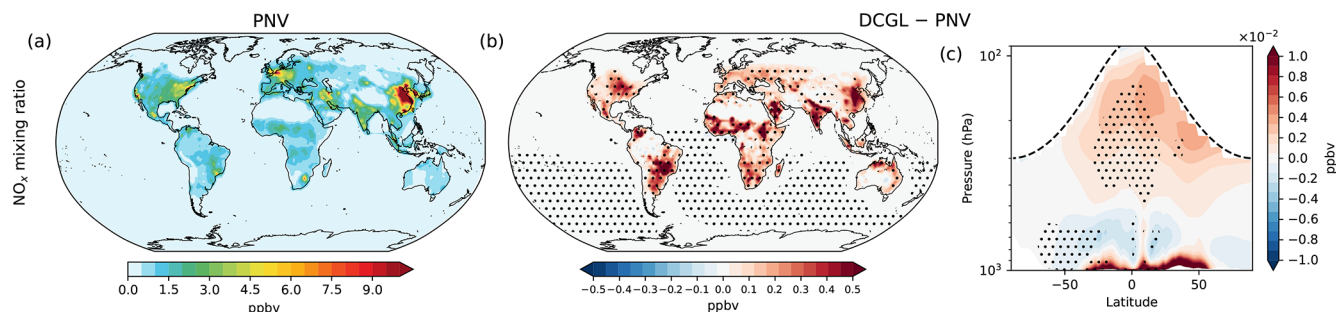 PNV
DCGL − PNV
(a)
(b)
(c)
NOx mixing ratio
0.0 1.5 3.0 4.5 6.0 7.5 9.0
ppbv
−0.5 −0.4 −0.3 −0.2 −0.1 0.0 0.1 0.2 0.3 0.4 0.5
ppbv
10²
10³
Pressure (hPa)
−50 0 50
Latitude
×10⁻²
1.0
0.8
0.6
0.4
0.2
0.0
−0.2
−0.4
−0.6
−0.8
−1.0
ppbv